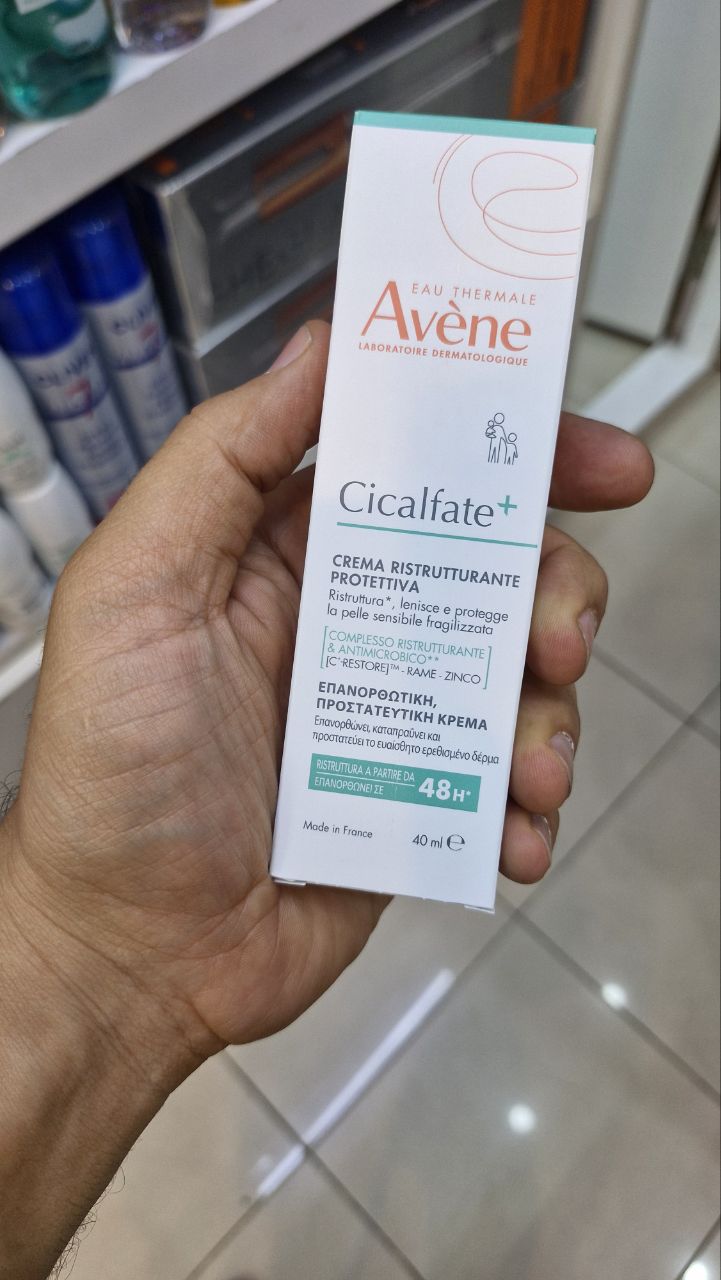 EAU THERMALE
Avène
LABORATOIRE DERMATOLOGIQUE
Cicalfate+
CREMA RISTRUTTURANTE
PROTETTIVA
Ristruttura*, lenisce e protegge
la pelle sensibile fragilizzata
[COMPLESSO RISTRUTTURANTE
& ANTIMICROBICO**
[C+-RESTORE]™ - RAME - ZINCO]
ΕΠΑΝΟΡΘΩΤΙΚΗ,
ΠΡΟΣΤΑΤΕΥΤΙΚΗ ΚΡΕΜΑ
Επανορθώνει, καταπραΰνει και
προστατεύει το ευαίσθητο ερεθισμένο δέρμα
RISTRUTTURA A PARTIRE DA
ΕΠΑΝΟΡΘΩΝΕΙ ΣΕ
48H*
Made in France
40 ml ℮